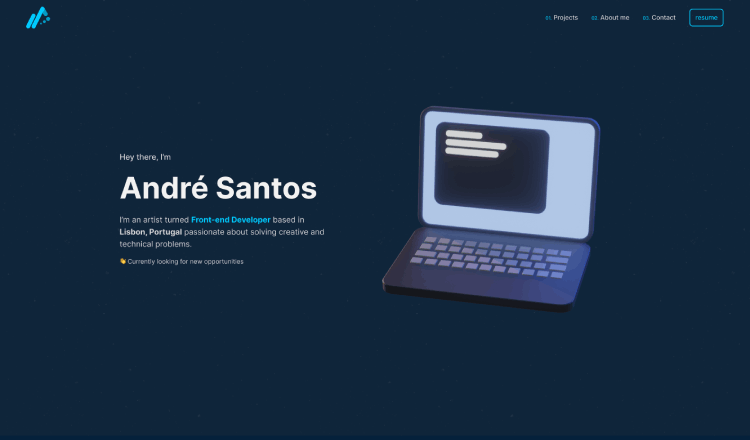 01. Projects
02. About me
03. Contact
resume
Hey there, I'm
André Santos
I'm an artist turned Front-end Developer based in
Lisbon, Portugal passionate about solving creative and
technical problems.
👋 Currently looking for new opportunities